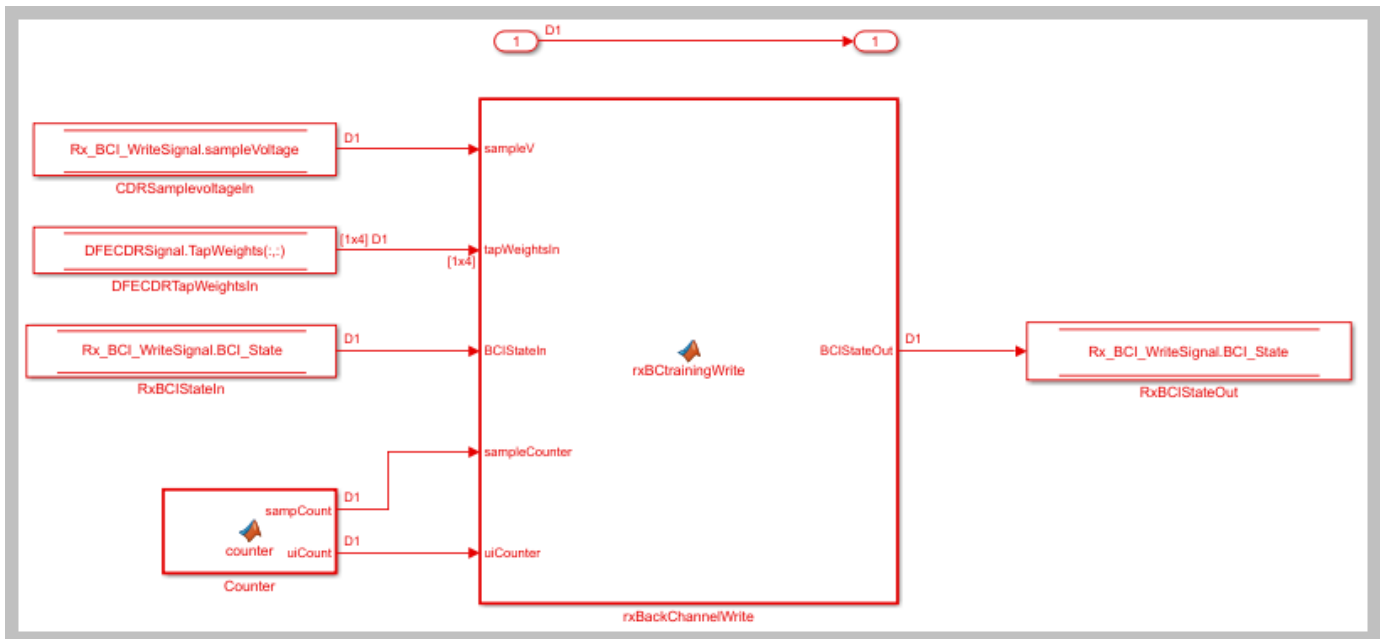 1
D1
1
Rx_BCI_WriteSignal.sampleVoltage
D1
CDRSamplevoltageIn
sampleV
DFECDRSignal.TapWeights(:,:)
[1x4] D1
[1x4]
tapWeightsIn
DFECDRTapWeightsIn
Rx_BCI_WriteSignal.BCI_State
D1
RxBCIStateIn
BCIStateIn
rxBCtrainingWrite
BCIStateOut
D1
Rx_BCI_WriteSignal.BCI_State
RxBCIStateOut
sampleCounter
sampCount
D1
counter
uiCount
D1
uiCounter
Counter
rxBackChannelWrite